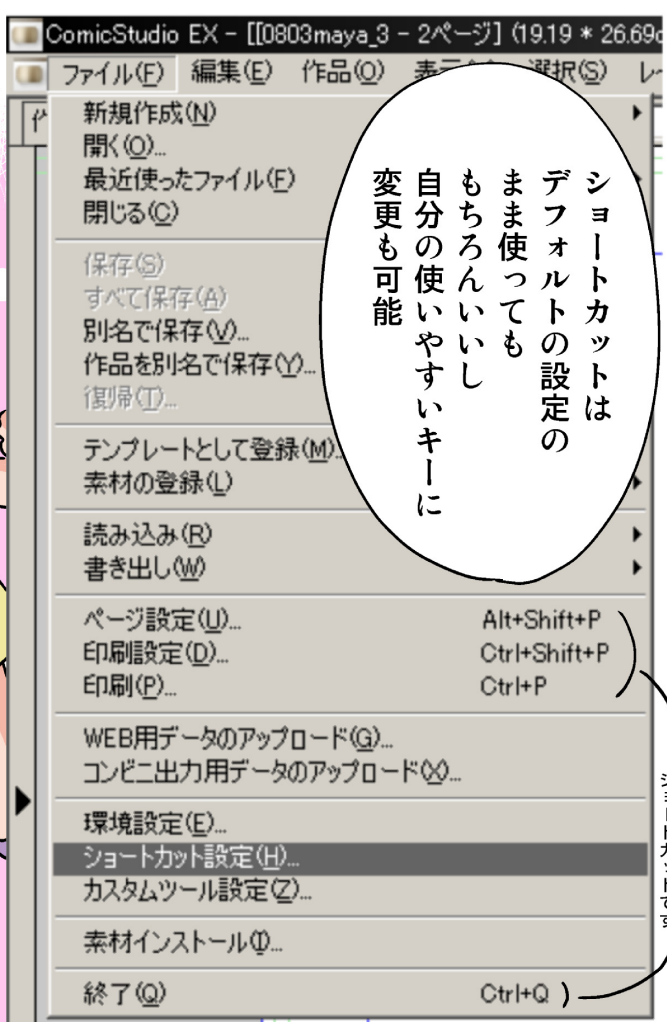 ComicStudio EX - [[0803maya_3 - 2ページ] (19.19 * 26.69c
ファイル(F) 編集(E) 作品(O) 選択(S)
新規作成(N)
開く(O)...
最近使ったファイル(F)
閉じる(C)
保存(S)
すべて保存(A)
別名で保存(V)...
作品を別名で保存(Y)...
復帰(T)...
テンプレートとして登録(M)...
素材の登録(L)
読み込み(R)
書き出し(W)
ページ設定(U)... Alt+Shift+P
印刷設定(D)... Ctrl+Shift+P
印刷(P)... Ctrl+P
WEB用データのアップロード(G)...
コンビニ出力用データのアップロード(X)...
環境設定(E)...
ショートカット設定(H)...
カスタムツール設定(Z)...
素材インストール(I)...
終了(Q) Ctrl+Q
ショートカットは
デフォルトの設定の
まま使っても
もちろんいいし
自分の使いやすいキーに
変更も可能
ショートカットです